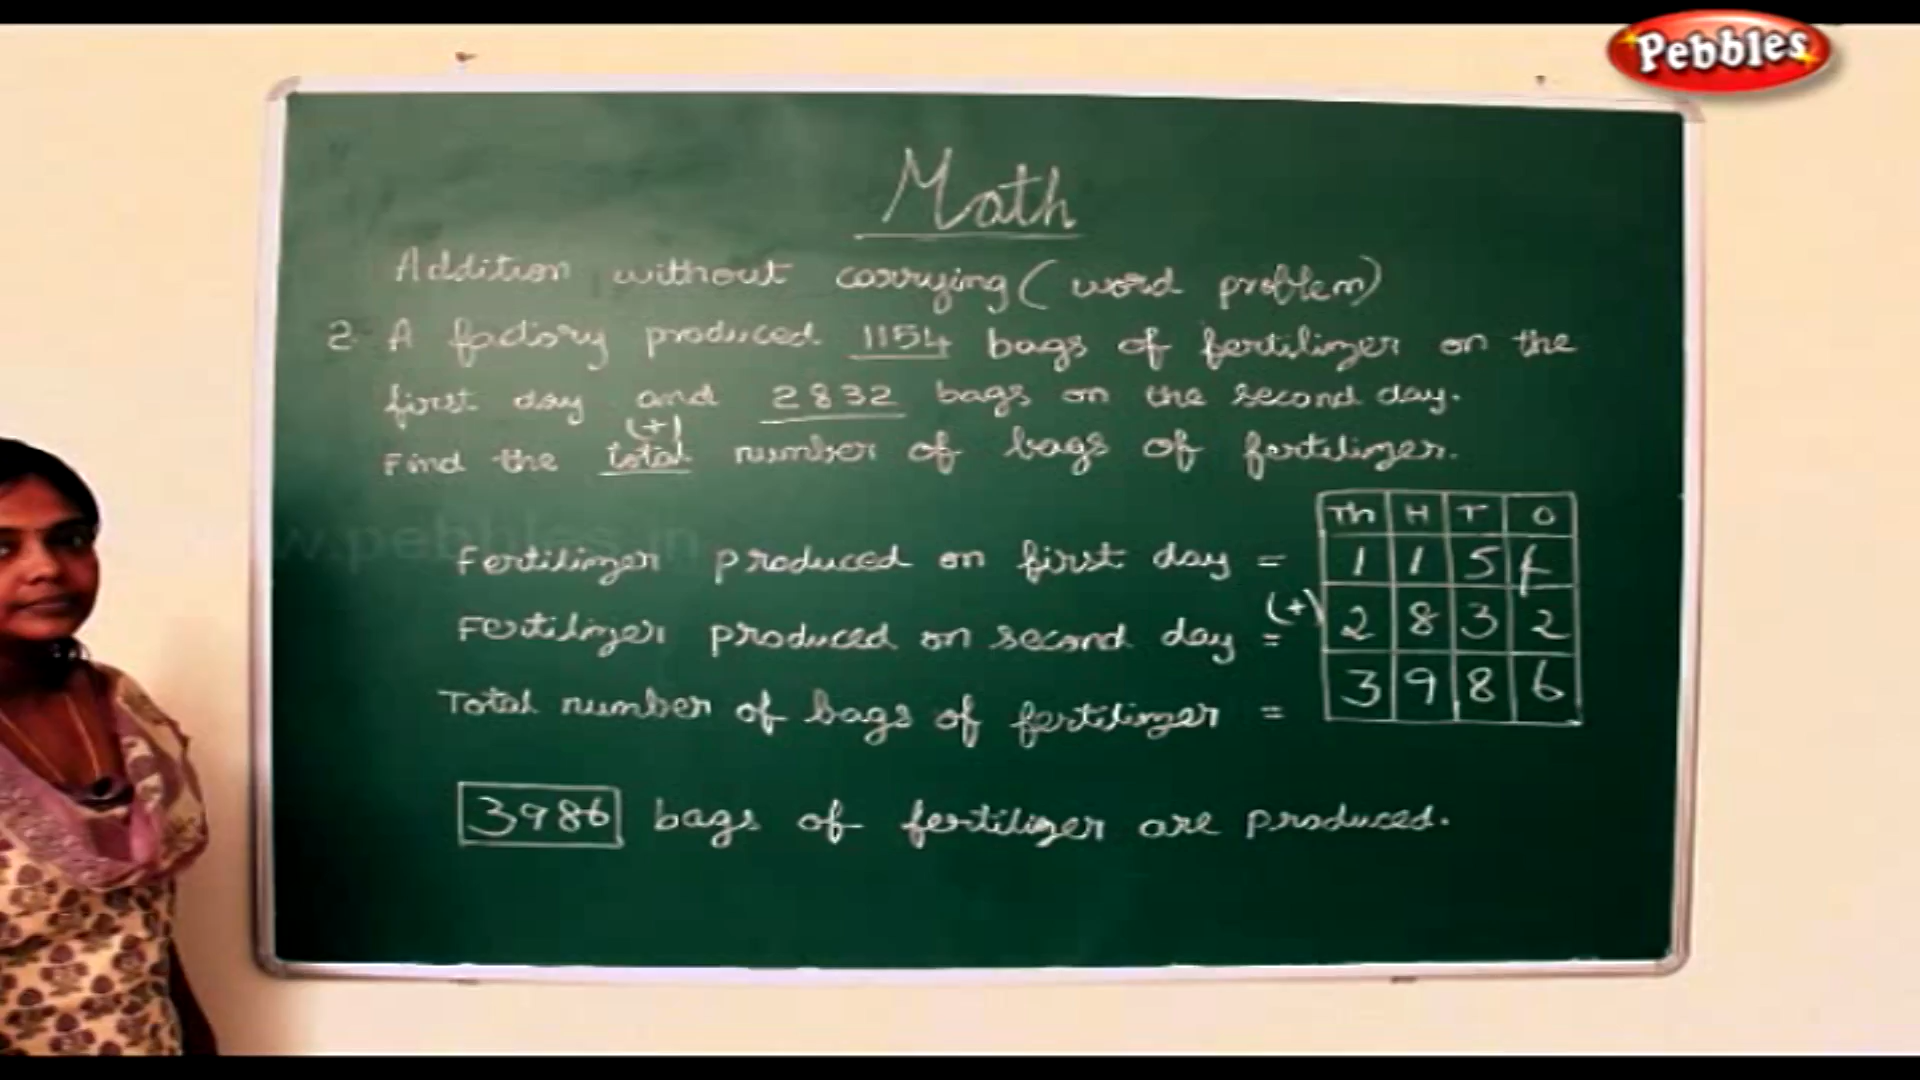 Pebbles
Math
Addition without carrying (word problem)
2. A factory produced 1154 bags of fertilizer on the
first day and 2832 bags on the second day.
(+)
Find the total number of bags of fertilizer.
www.pebbles.in
Th H T O
Fertilizer produced on first day = 1 1 5 4
Fertilizer produced on second day = (+) 2 8 3 2
Total number of bags of fertilizer = 3 9 8 6
3986 bags of fertilizer are produced.